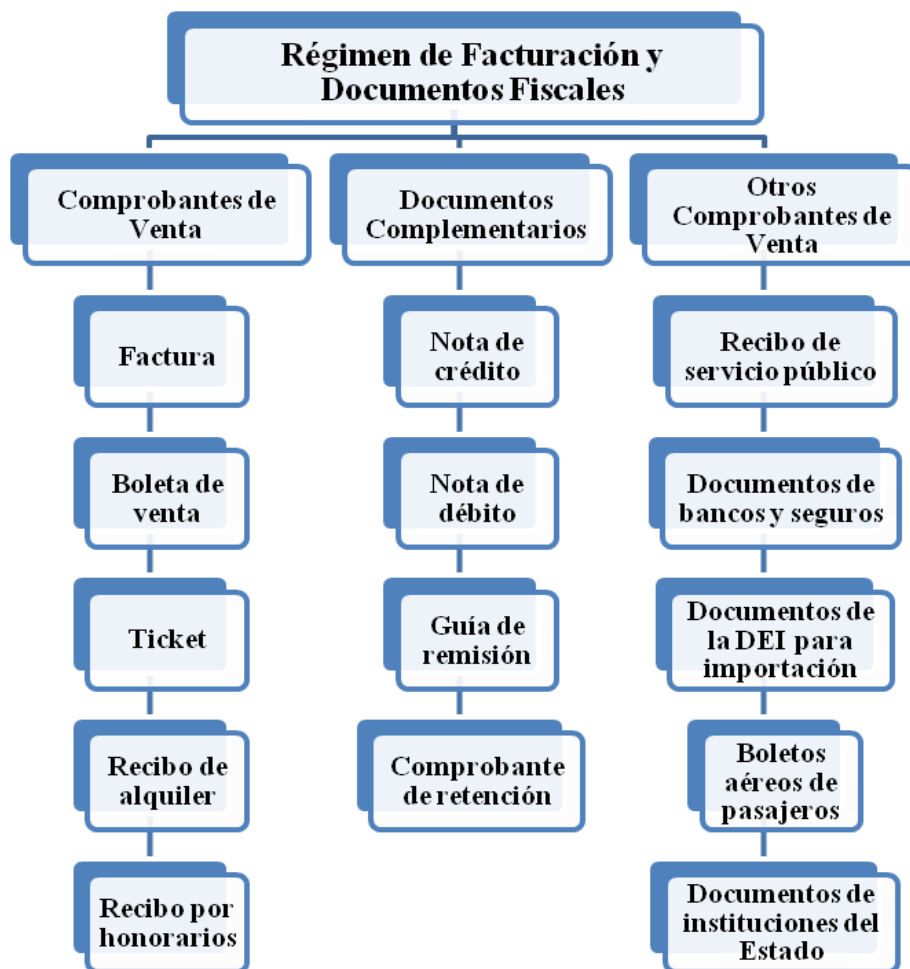 Régimen de Facturación y
Documentos Fiscales
Comprobantes de
Venta
Factura
Boleta de
venta
Ticket
Recibo de
alquiler
Recibo por
honorarios
Documentos
Complementarios
Nota de
crédito
Nota de
débito
Guía de
remisión
Comprobante
de retención
Otros
Comprobantes de
Venta
Recibo de
servicio público
Documentos de
bancos y seguros
Documentos de
la DEI para
importación
Boletos
aéreos de
pasajeros
Documentos de
instituciones del
Estado